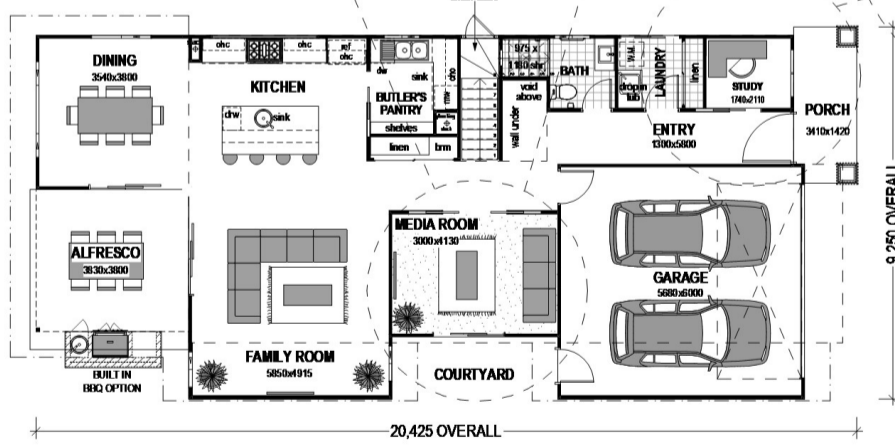 DINING
3540x3800
ohc
ohc
ref
ohc
KITCHEN
drw
sink
dw
sink
ohc
BUTLER'S
PANTRY
shelves
linen
brm
975 x
1160 shr
void
above
wall under
BATH
W.M.
drop in
tub
LAUNDRY
linen
STUDY
1740x2110
PORCH
3410x1420
ENTRY
1300x5800
ALFRESCO
3830x3800
BUILT IN
BBQ OPTION
FAMILY ROOM
5850x4915
MEDIA ROOM
3000x4130
COURTYARD
GARAGE
5680x6000
20,425 OVERALL
9,250 OVERALL